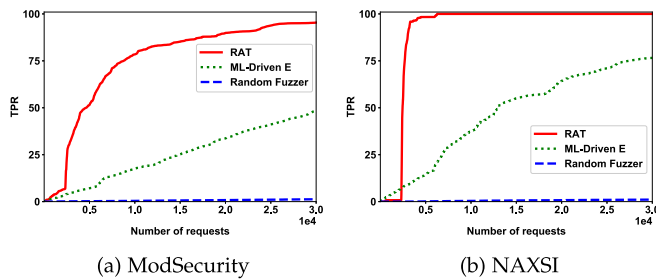 100
75
50
25
0
TPR
RAT
ML-Driven E
Random Fuzzer
0.5 1.0 1.5 2.0 2.5 3.0
1e4
Number of requests
(a) ModSecurity
100
75
50
25
0
TPR
RAT
ML-Driven E
Random Fuzzer
0.5 1.0 1.5 2.0 2.5 3.0
1e4
Number of requests
(b) NAXSI